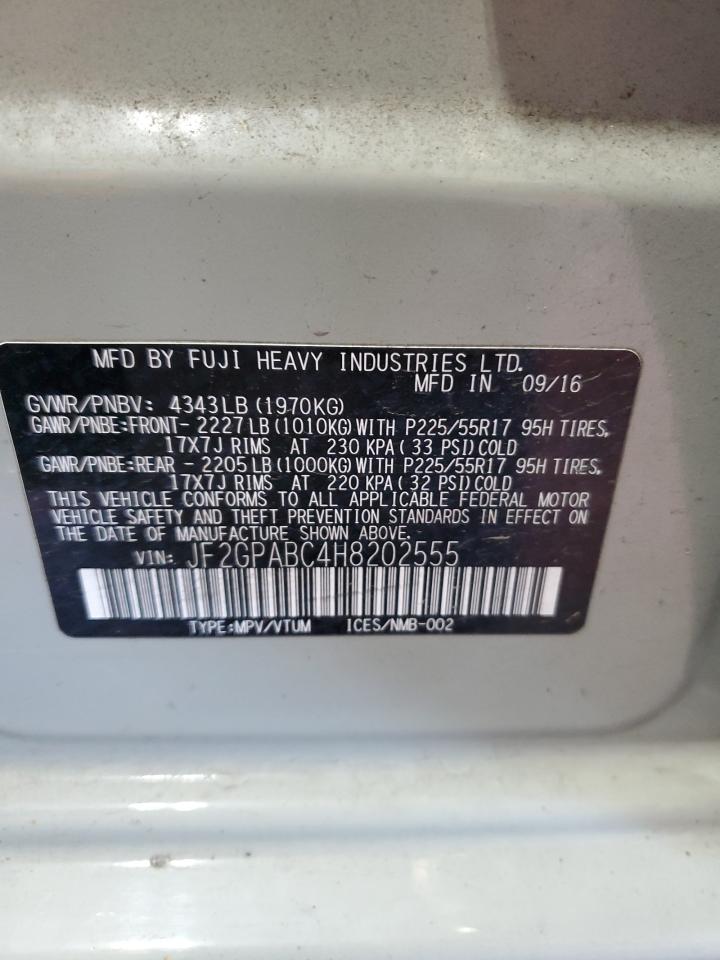 MFD BY FUJI HEAVY INDUSTRIES LTD.
MFD IN 09/16
GVWR/PNBV: 4343LB (1970KG)
GAWR/PNBE:FRONT- 2227LB (1010KG) WITH P225/55R17 95H TIRES,
17X7J RIMS AT 230 KPA (33 PSI) COLD
GAWR/PNBE:REAR - 2205LB (1000KG) WITH P225/55R17 95H TIRES,
17X7J RIMS AT 220 KPA (32 PSI) COLD
THIS VEHICLE CONFORMS TO ALL APPLICABLE FEDERAL MOTOR
VEHICLE SAFETY AND THEFT PREVENTION STANDARDS IN EFFECT ON
THE DATE OF MANUFACTURE SHOWN ABOVE.
VIN: JF2GPABC4H8202555
TYPE:MPV/VTUM ICES/NMB-002